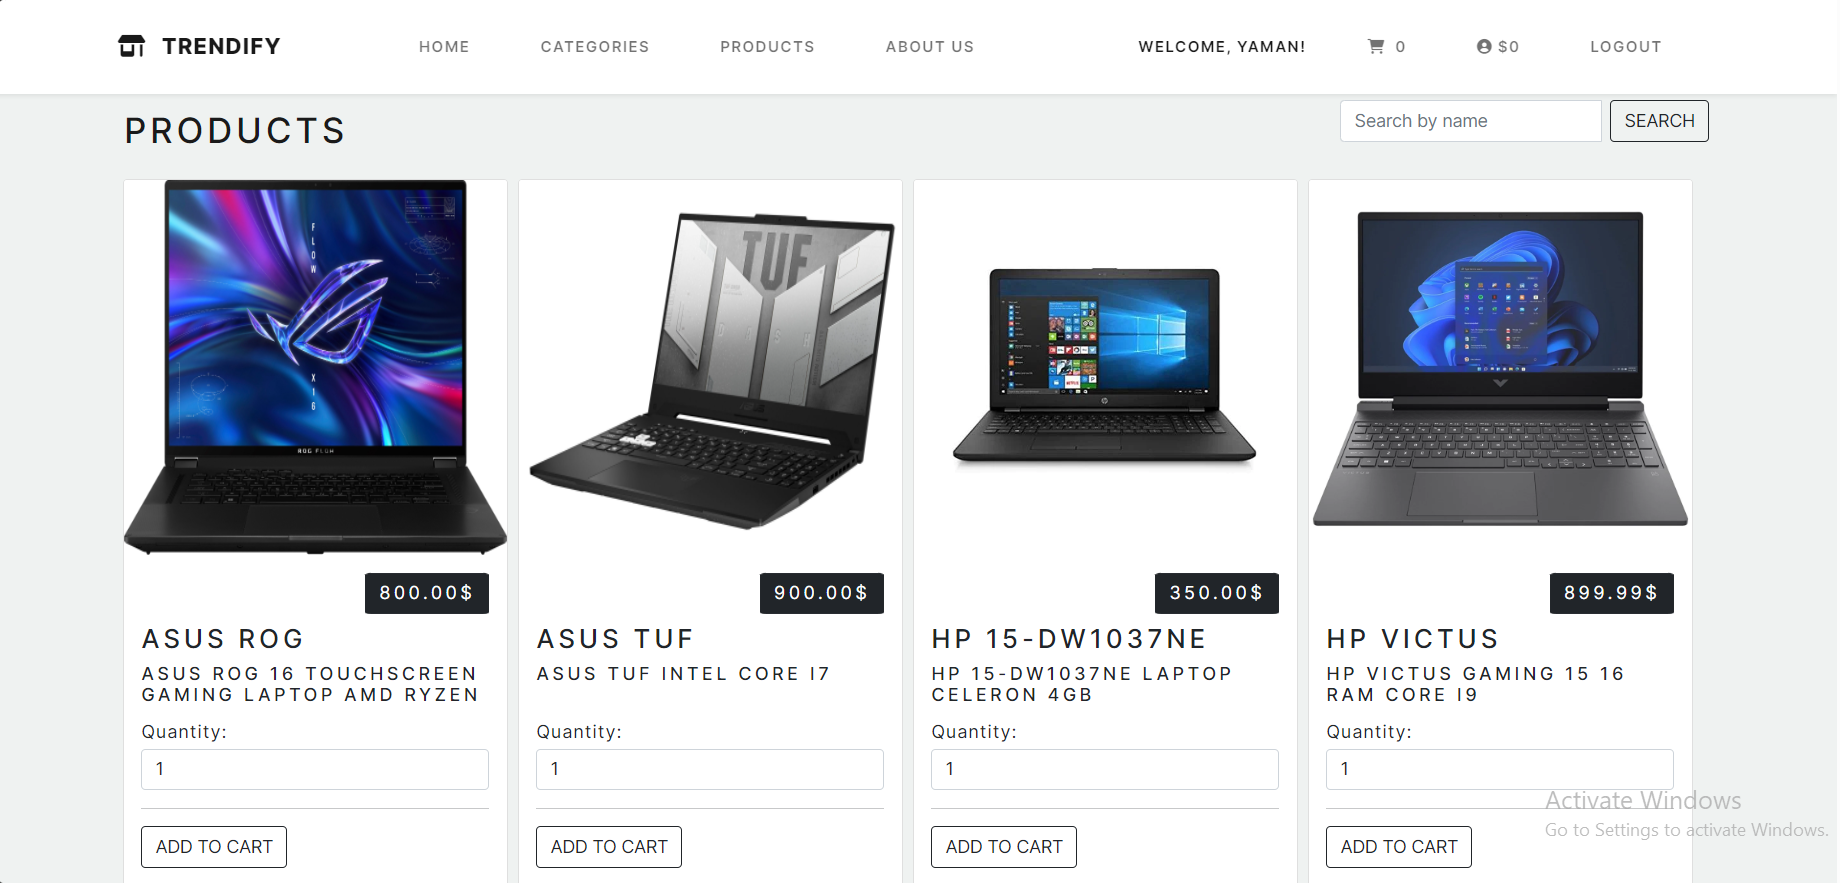 TRENDIFY
HOME
CATEGORIES
PRODUCTS
ABOUT US
WELCOME, YAMAN!
0
$0
LOGOUT
PRODUCTS
Search by name
SEARCH
FLOW
X16
ROG FLOW
TUF
DASH
800.00$
ASUS ROG
ASUS ROG 16 TOUCHSCREEN
GAMING LAPTOP AMD RYZEN
Quantity:
1
ADD TO CART
900.00$
ASUS TUF
ASUS TUF INTEL CORE I7
Quantity:
1
ADD TO CART
350.00$
HP 15-DW1037NE
HP 15-DW1037NE LAPTOP
CELERON 4GB
Quantity:
1
ADD TO CART
899.99$
HP VICTUS
HP VICTUS GAMING 15 16
RAM CORE I9
Quantity:
1
ADD TO CART
Activate Windows
Go to Settings to activate Windows.